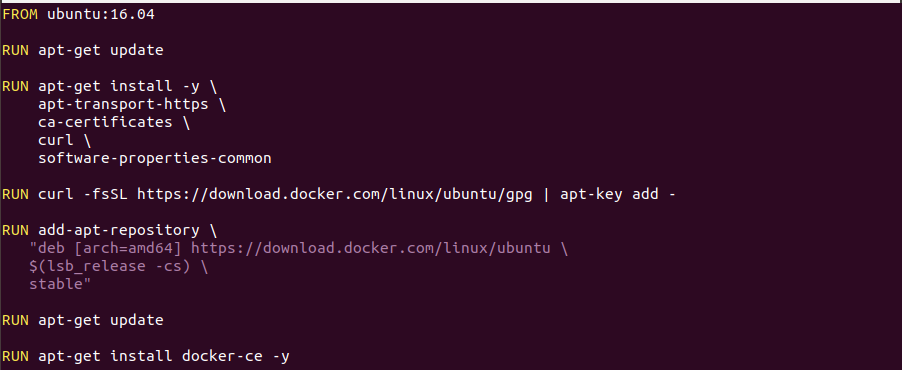 FROM ubuntu:16.04
RUN apt-get update
RUN apt-get install -y \
apt-transport-https \
ca-certificates \
curl \
software-properties-common
RUN curl -fsSL https://download.docker.com/linux/ubuntu/gpg | apt-key add -
RUN add-apt-repository \
"deb [arch=amd64] https://download.docker.com/linux/ubuntu \
$(lsb_release -cs) \
stable"
RUN apt-get update
RUN apt-get install docker-ce -y